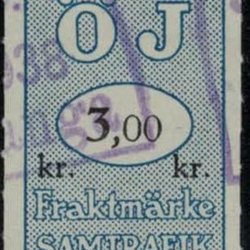 ÖJ
3,00
kr. kr.
Fraktmärke
SAMTRAFIK